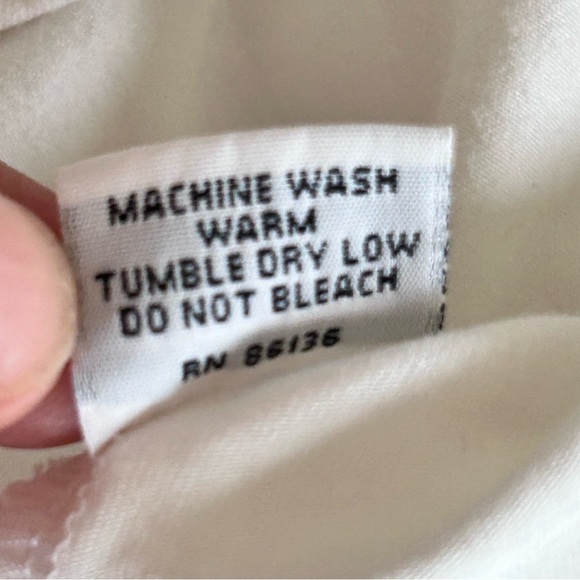 MACHINE WASH
WARM
TUMBLE DRY LOW
DO NOT BLEACH
RN 86136